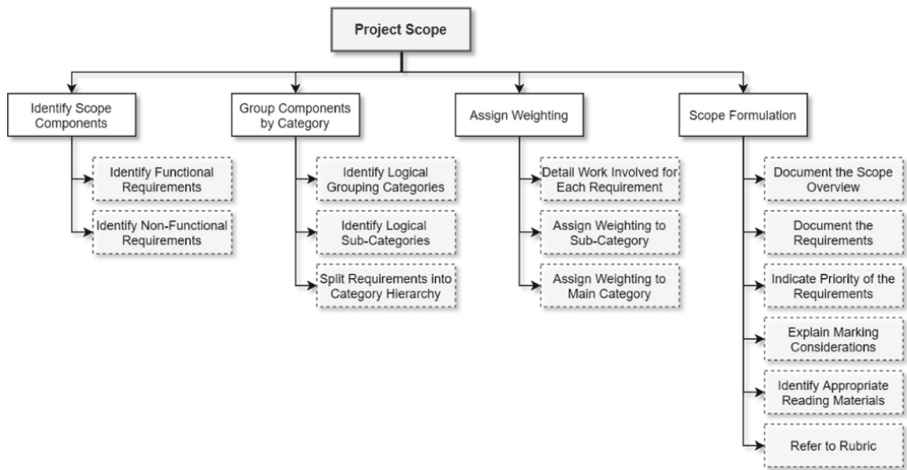 Project Scope
Identify Scope
Components
Group Components
by Category
Assign Weighting
Scope Formulation
Identify Functional
Requirements
Identify Non-Functional
Requirements
Identify Logical
Grouping Categories
Identify Logical
Sub-Categories
Split Requirements into
Category Hierarchy
Detail Work Involved for
Each Requirement
Assign Weighting to
Sub-Category
Assign Weighting to
Main Category
Document the Scope
Overview
Document the
Requirements
Indicate Priority of the
Requirements
Explain Marking
Considerations
Identify Appropriate
Reading Materials
Refer to Rubric